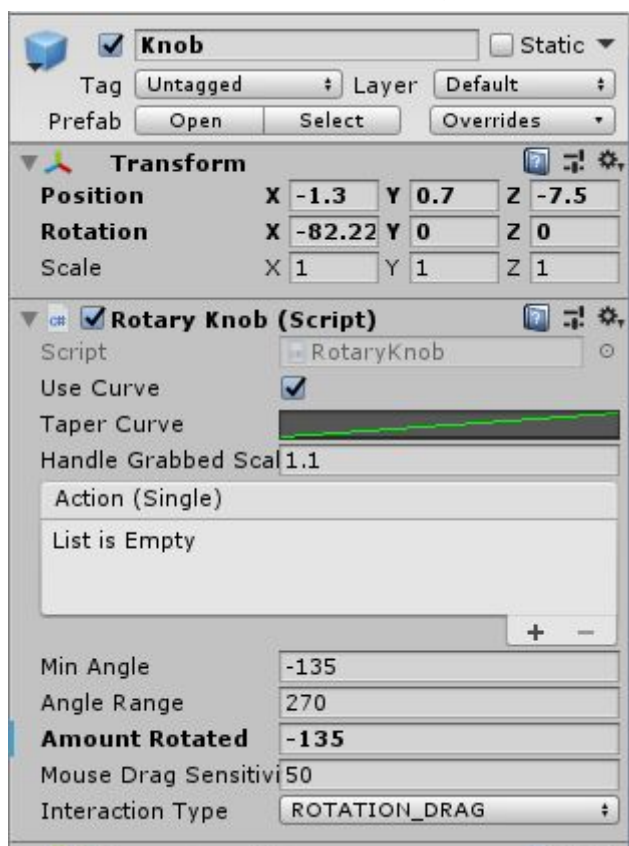 Knob Static
Tag Untagged Layer Default
Prefab Open Select Overrides
Transform
Position X -1.3 Y 0.7 Z -7.5
Rotation X -82.22 Y 0 Z 0
Scale X 1 Y 1 Z 1
c# Rotary Knob (Script)
Script RotaryKnob
Use Curve
Taper Curve
Handle Grabbed Scal 1.1
Action (Single)
List is Empty
+ −
Min Angle -135
Angle Range 270
Amount Rotated -135
Mouse Drag Sensitivi 50
Interaction Type ROTATION_DRAG